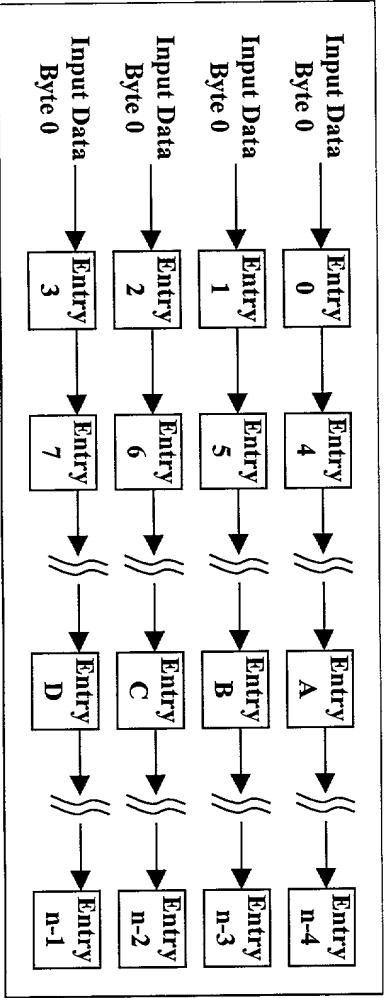 Input Data
Byte 0
Entry
0
Entry
4
Entry
A
Entry
n-4
Input Data
Byte 0
Entry
1
Entry
5
Entry
B
Entry
n-3
Input Data
Byte 0
Entry
2
Entry
6
Entry
C
Entry
n-2
Input Data
Byte 0
Entry
3
Entry
7
Entry
D
Entry
n-1